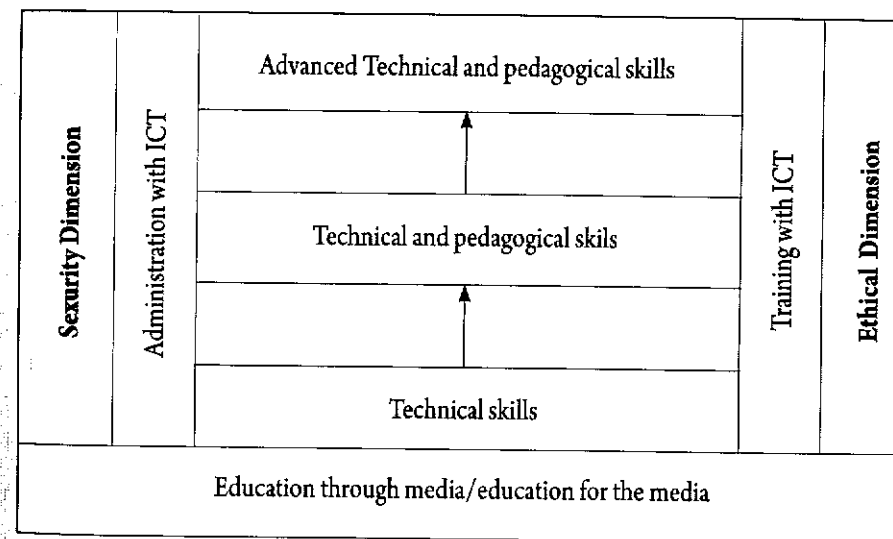 Sexurity Dimension
Administration with ICT
Advanced Technical and pedagogical skills
Technical and pedagogical skils
Technical skills
Training with ICT
Ethical Dimension
Education through media/education for the media